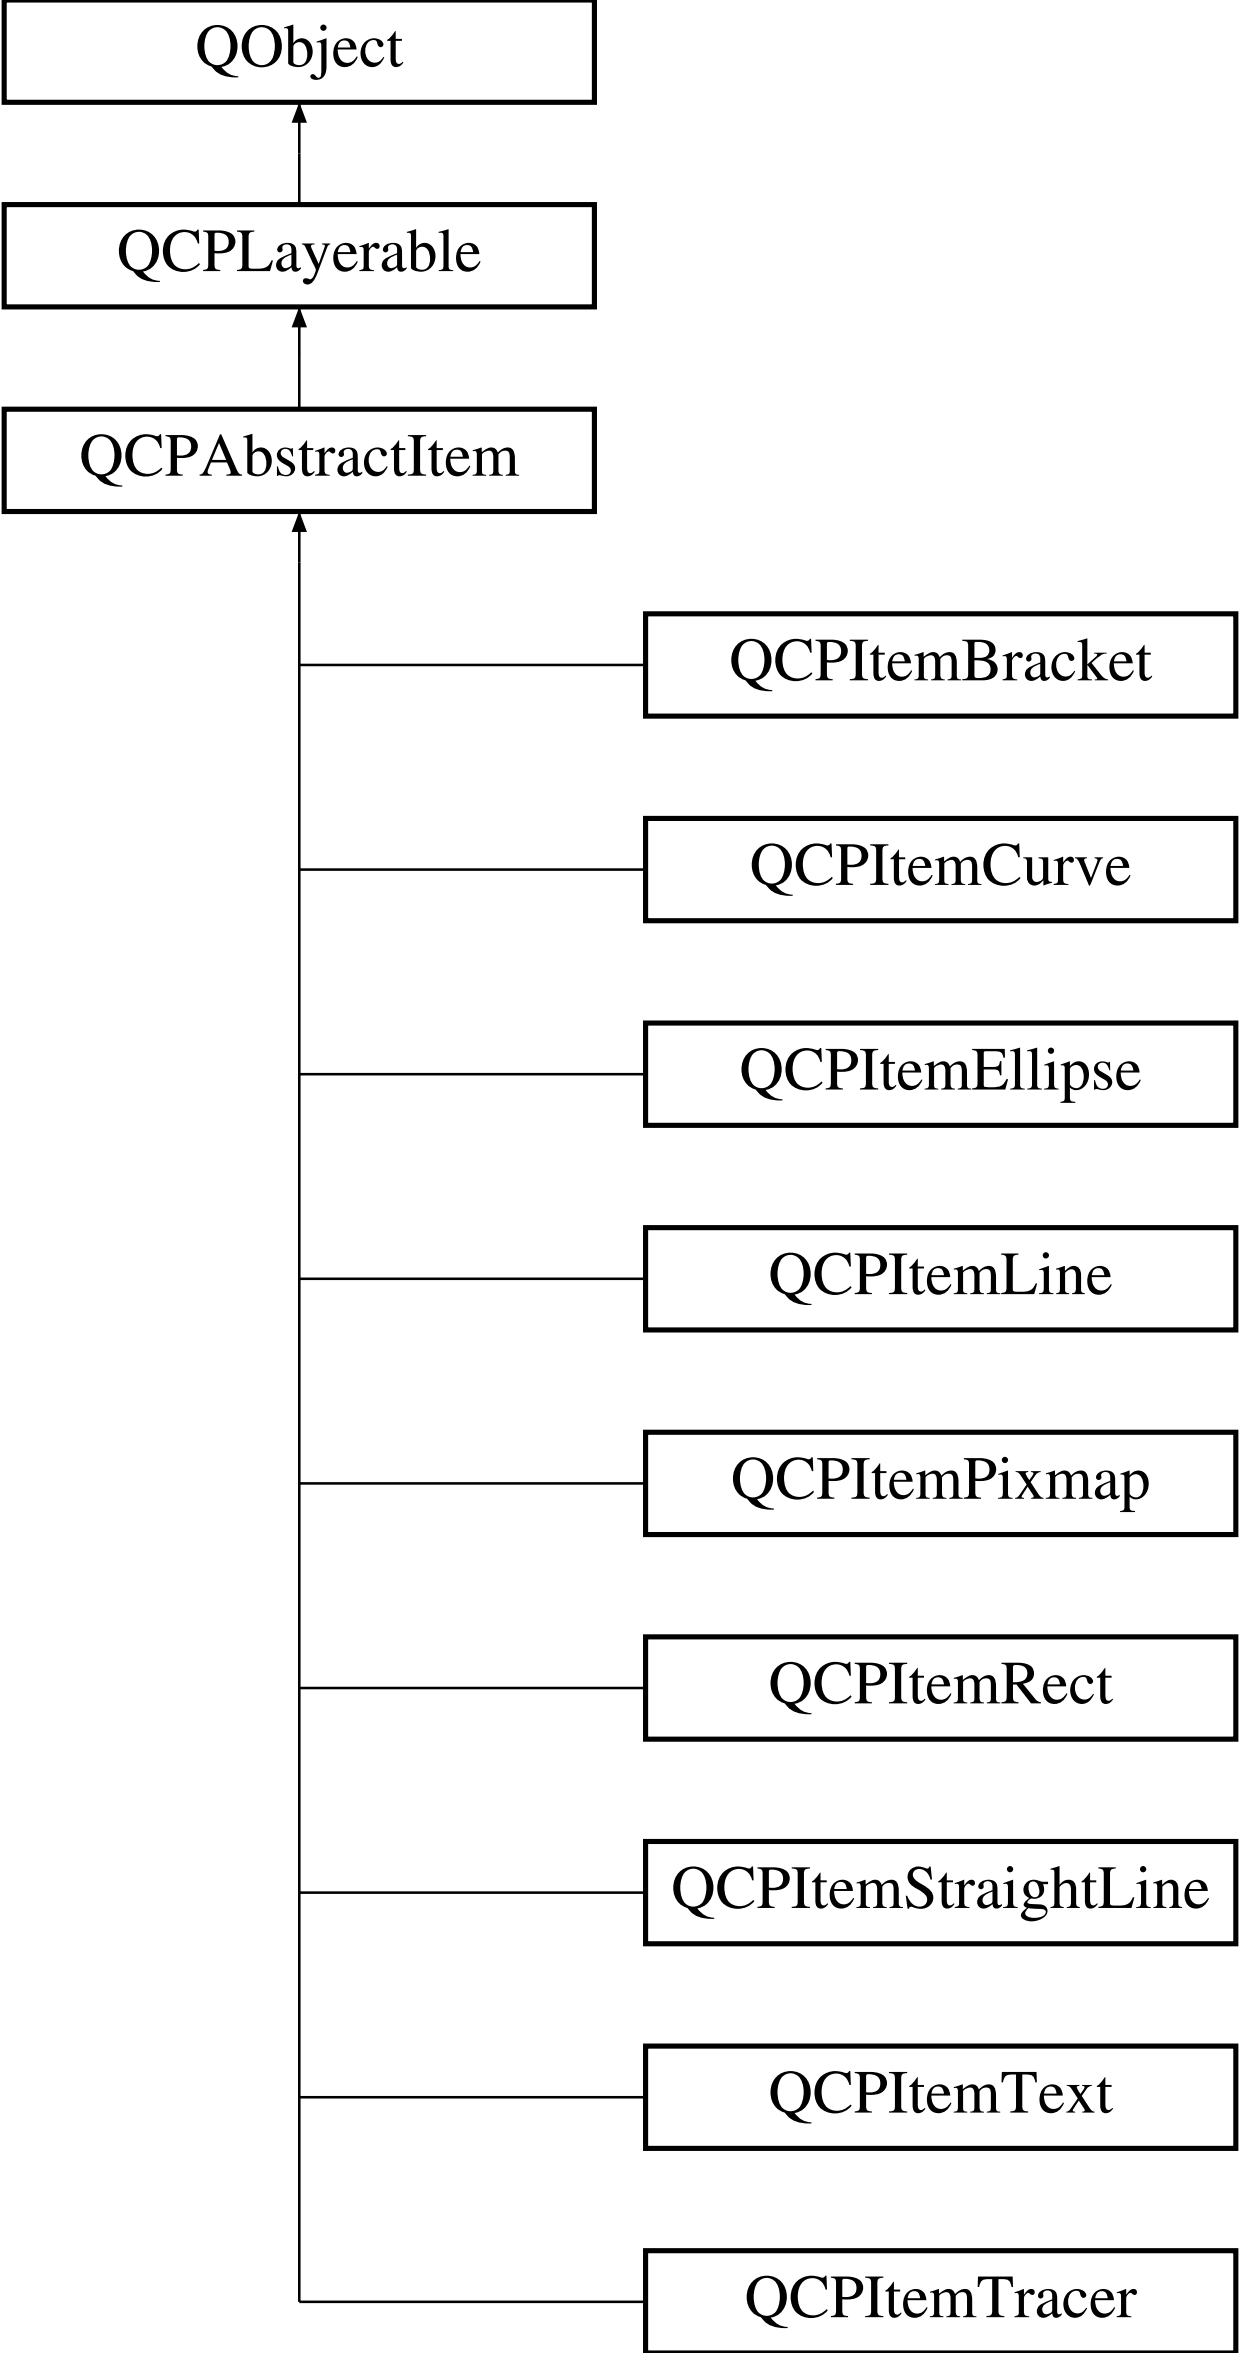 QObject
QCPLayerable
QCPAbstractItem
QCPItemBracket
QCPItemCurve
QCPItemEllipse
QCPItemLine
QCPItemPixmap
QCPItemRect
QCPItemStraightLine
QCPItemText
QCPItemTracer